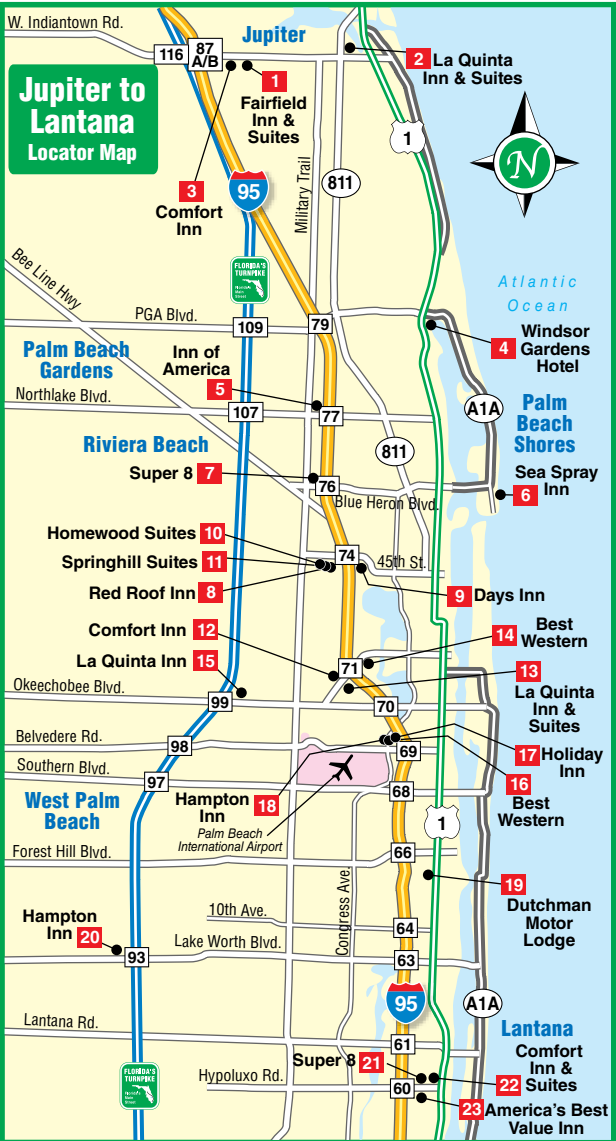 W. Indiantown Rd.
116
87
A/B
Jupiter
2 La Quinta
Inn & Suites
Jupiter to
Lantana
Locator Map
1
Fairfield
Inn &
Suites
1
N
3
Comfort
Inn
95
Military Trail
811
FLORIDA'S
TURNPIKE
Bee Line Hwy
Atlantic
Ocean
PGA Blvd.
109
79
4 Windsor
Gardens
Hotel
Palm Beach
Gardens
Inn of
America
5
Northlake Blvd.
107
77
A1A
Palm
Beach
Shores
Riviera Beach
811
Super 8 7
76
Sea Spray
Inn
6
Blue Heron Blvd.
Homewood Suites 10
74
45th St.
Springhill Suites 11
Red Roof Inn 8
9 Days Inn
Comfort Inn 12
14 Best
Western
La Quinta Inn 15
71
13
La Quinta
Inn &
Suites
Okeechobee Blvd.
99
70
Belvedere Rd.
98
69
17 Holiday
Inn
Southern Blvd.
97
68
16
Best
Western
West Palm
Beach
Hampton
Inn
18
Palm Beach
International Airport
1
Forest Hill Blvd.
66
Congress Ave.
19
Dutchman
Motor
Lodge
10th Ave.
64
Hampton
Inn 20
Lake Worth Blvd.
93
63
95
A1A
Lantana Rd.
61
Lantana
Super 8 21
Comfort
Inn &
22 Suites
FLORIDA'S
TURNPIKE
Hypoluxo Rd.
60
23 America's Best
Value Inn